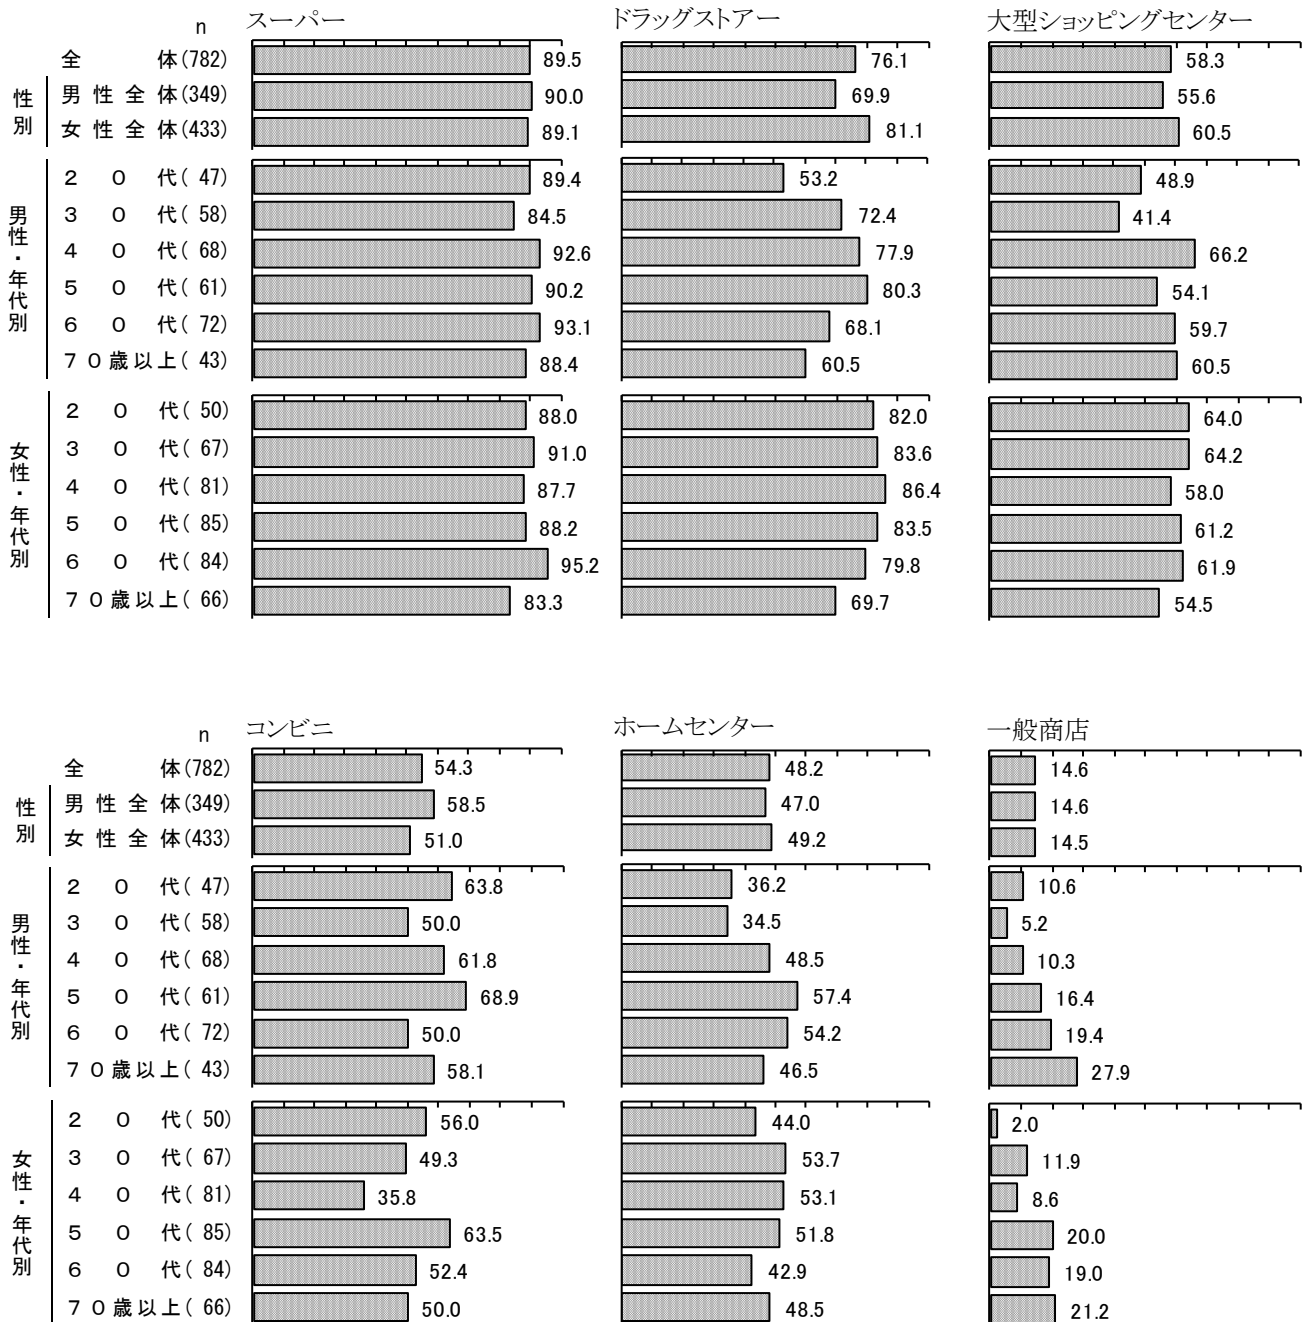 n スーパー ドラッグストアー 大型ショッピングセンター
全 体(782) 89.5 76.1 58.3
性別
男性全体(349) 90.0 69.9 55.6
女性全体(433) 89.1 81.1 60.5
男性・年代別
20代( 47) 89.4 53.2 48.9
30代( 58) 84.5 72.4 41.4
40代( 68) 92.6 77.9 66.2
50代( 61) 90.2 80.3 54.1
60代( 72) 93.1 68.1 59.7
70歳以上( 43) 88.4 60.5 60.5
女性・年代別
20代( 50) 88.0 82.0 64.0
30代( 67) 91.0 83.6 64.2
40代( 81) 87.7 86.4 58.0
50代( 85) 88.2 83.5 61.2
60代( 84) 95.2 79.8 61.9
70歳以上( 66) 83.3 69.7 54.5
n コンビニ ホームセンター 一般商店
全 体(782) 54.3 48.2 14.6
性別
男性全体(349) 58.5 47.0 14.6
女性全体(433) 51.0 49.2 14.5
男性・年代別
20代( 47) 63.8 36.2 10.6
30代( 58) 50.0 34.5 5.2
40代( 68) 61.8 48.5 10.3
50代( 61) 68.9 57.4 16.4
60代( 72) 50.0 54.2 19.4
70歳以上( 43) 58.1 46.5 27.9
女性・年代別
20代( 50) 56.0 44.0 2.0
30代( 67) 49.3 53.7 11.9
40代( 81) 35.8 53.1 8.6
50代( 85) 63.5 51.8 20.0
60代( 84) 52.4 42.9 19.0
70歳以上( 66) 50.0 48.5 21.2